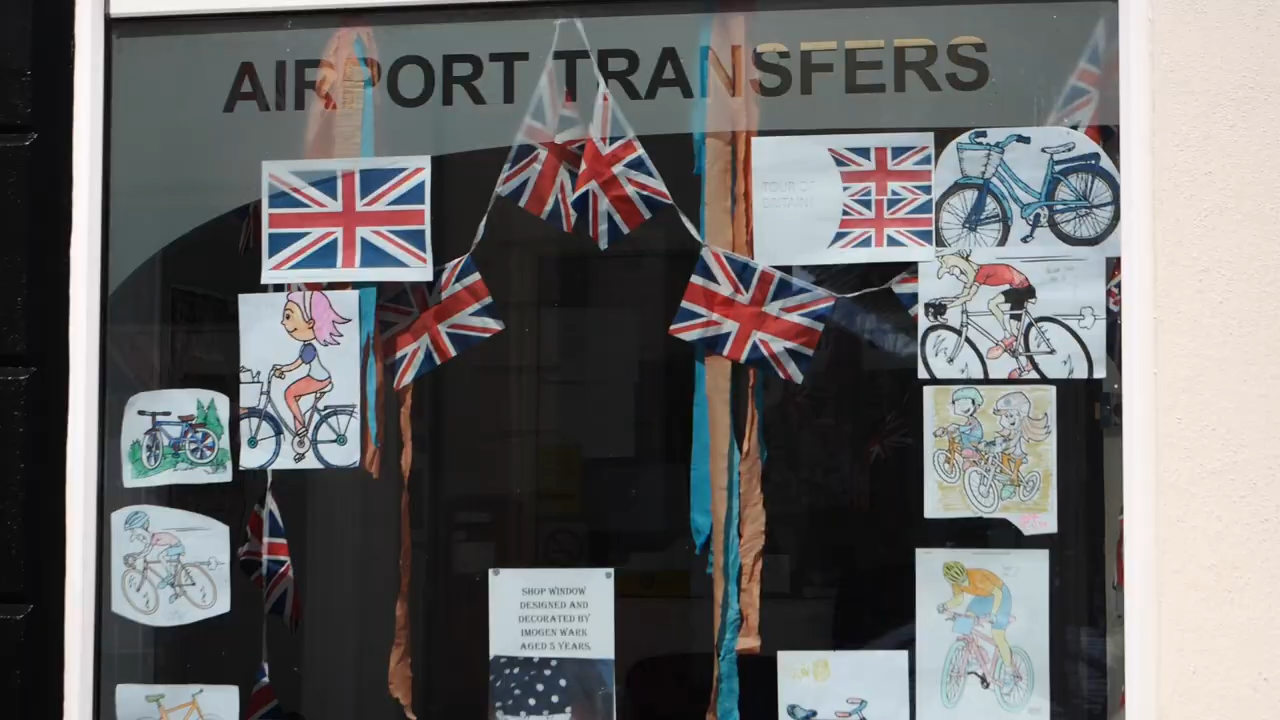 AIRPORT TRANSFERS
TOUR OF
BRITAIN!
SHOP WINDOW
DESIGNED AND
DECORATED BY
IMOGEN WARK
AGED 5 YEARS.